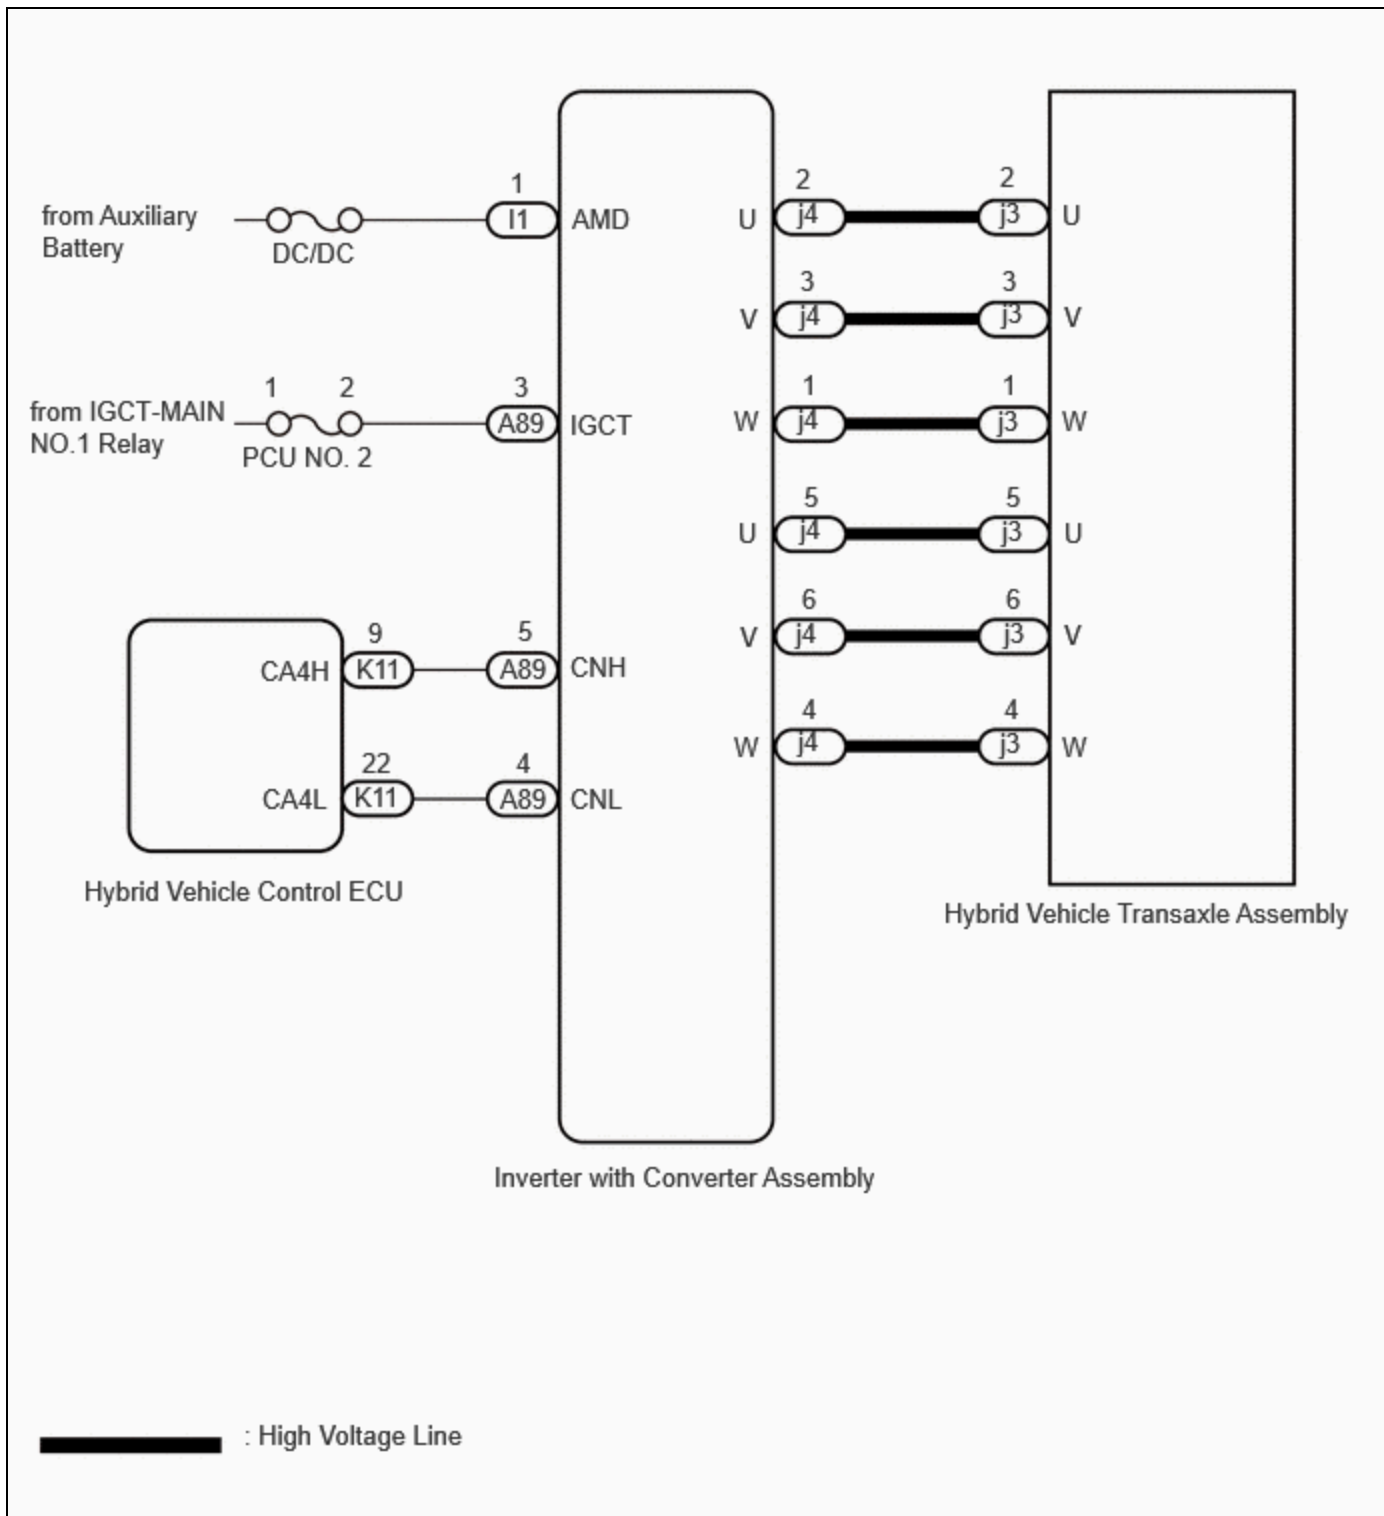 1
2
2
from Auxiliary
Battery
DC/DC
I1
AMD
U
j4
j3
U
3
3
V
j4
j3
V
1
2
3
1
1
from IGCT-MAIN
NO.1 Relay
PCU NO. 2
A89
IGCT
W
j4
j3
W
5
5
U
j4
j3
U
6
6
V
j4
j3
V
9
5
CA4H
K11
A89
CNH
4
4
W
j4
j3
W
22
4
CA4L
K11
A89
CNL
Hybrid Vehicle Control ECU
Hybrid Vehicle Transaxle Assembly
Inverter with Converter Assembly
: High Voltage Line